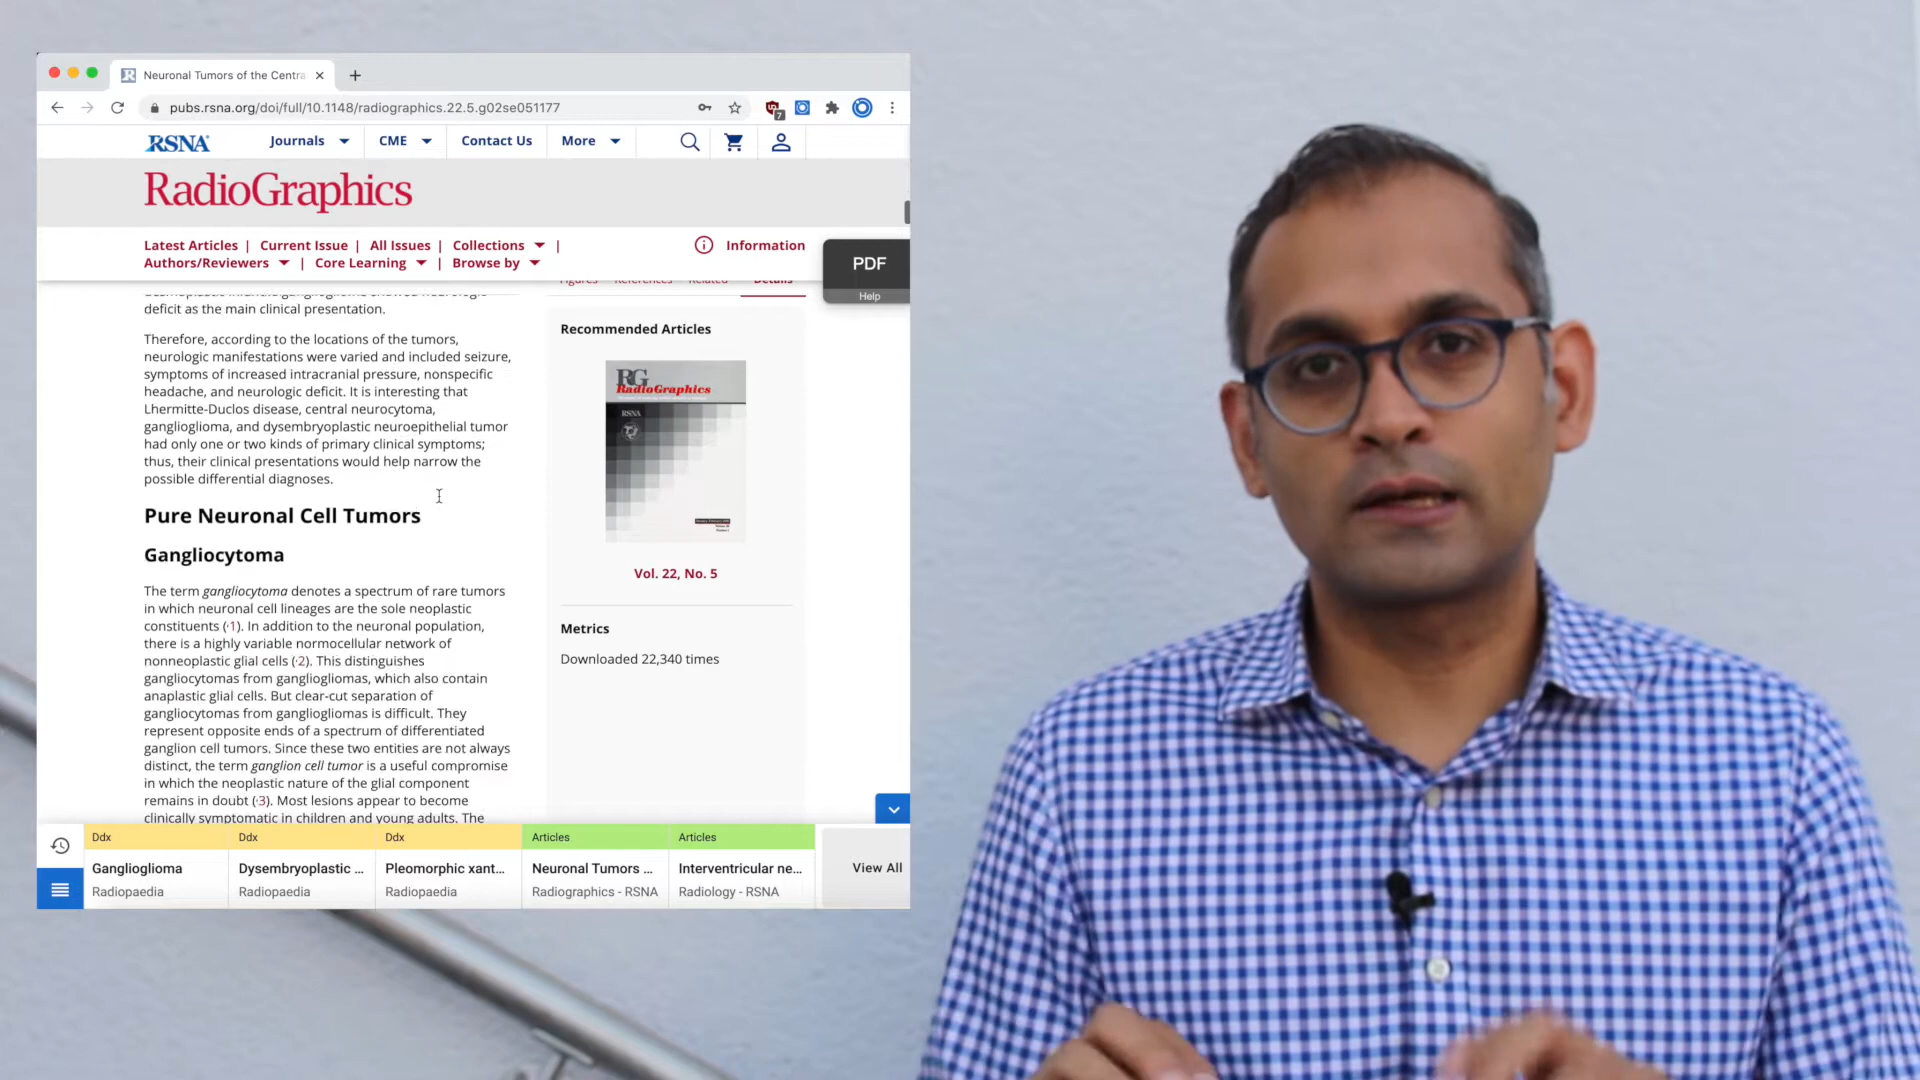 Neuronal Tumors of the Centra
pubs.rsna.org/doi/full/10.1148/radiographics.22.5.g02se051177
7
RSNA
Journals
CME
Contact Us
More
RadioGraphics
Latest Articles | Current Issue | All Issues | Collections |
Authors/Reviewers | Core Learning | Browse by
Information
PDF
Help
Figures References Related Details
deficit as the main clinical presentation.
Therefore, according to the locations of the tumors,
neurologic manifestations were varied and included seizure,
symptoms of increased intracranial pressure, nonspecific
headache, and neurologic deficit. It is interesting that
Lhermitte-Duclos disease, central neurocytoma,
ganglioglioma, and dysembryoplastic neuroepithelial tumor
had only one or two kinds of primary clinical symptoms;
thus, their clinical presentations would help narrow the
possible differential diagnoses.
Pure Neuronal Cell Tumors
Gangliocytoma
The term gangliocytoma denotes a spectrum of rare tumors
in which neuronal cell lineages are the sole neoplastic
constituents (,1). In addition to the neuronal population,
there is a highly variable normocellular network of
nonneoplastic glial cells (,2). This distinguishes
gangliocytomas from gangliogliomas, which also contain
anaplastic glial cells. But clear-cut separation of
gangliocytomas from gangliogliomas is difficult. They
represent opposite ends of a spectrum of differentiated
ganglion cell tumors. Since these two entities are not always
distinct, the term ganglion cell tumor is a useful compromise
in which the neoplastic nature of the glial component
remains in doubt (,3). Most lesions appear to become
clinically symptomatic in children and young adults. The
Recommended Articles
RG
RadioGraphics
RSNA
Vol. 22, No. 5
Metrics
Downloaded 22,340 times
Ddx
Ganglioglioma
Radiopaedia
Ddx
Dysembryoplastic ...
Radiopaedia
Ddx
Pleomorphic xant...
Radiopaedia
Articles
Neuronal Tumors ...
Radiographics - RSNA
Articles
Interventricular ne...
Radiology - RSNA
View All